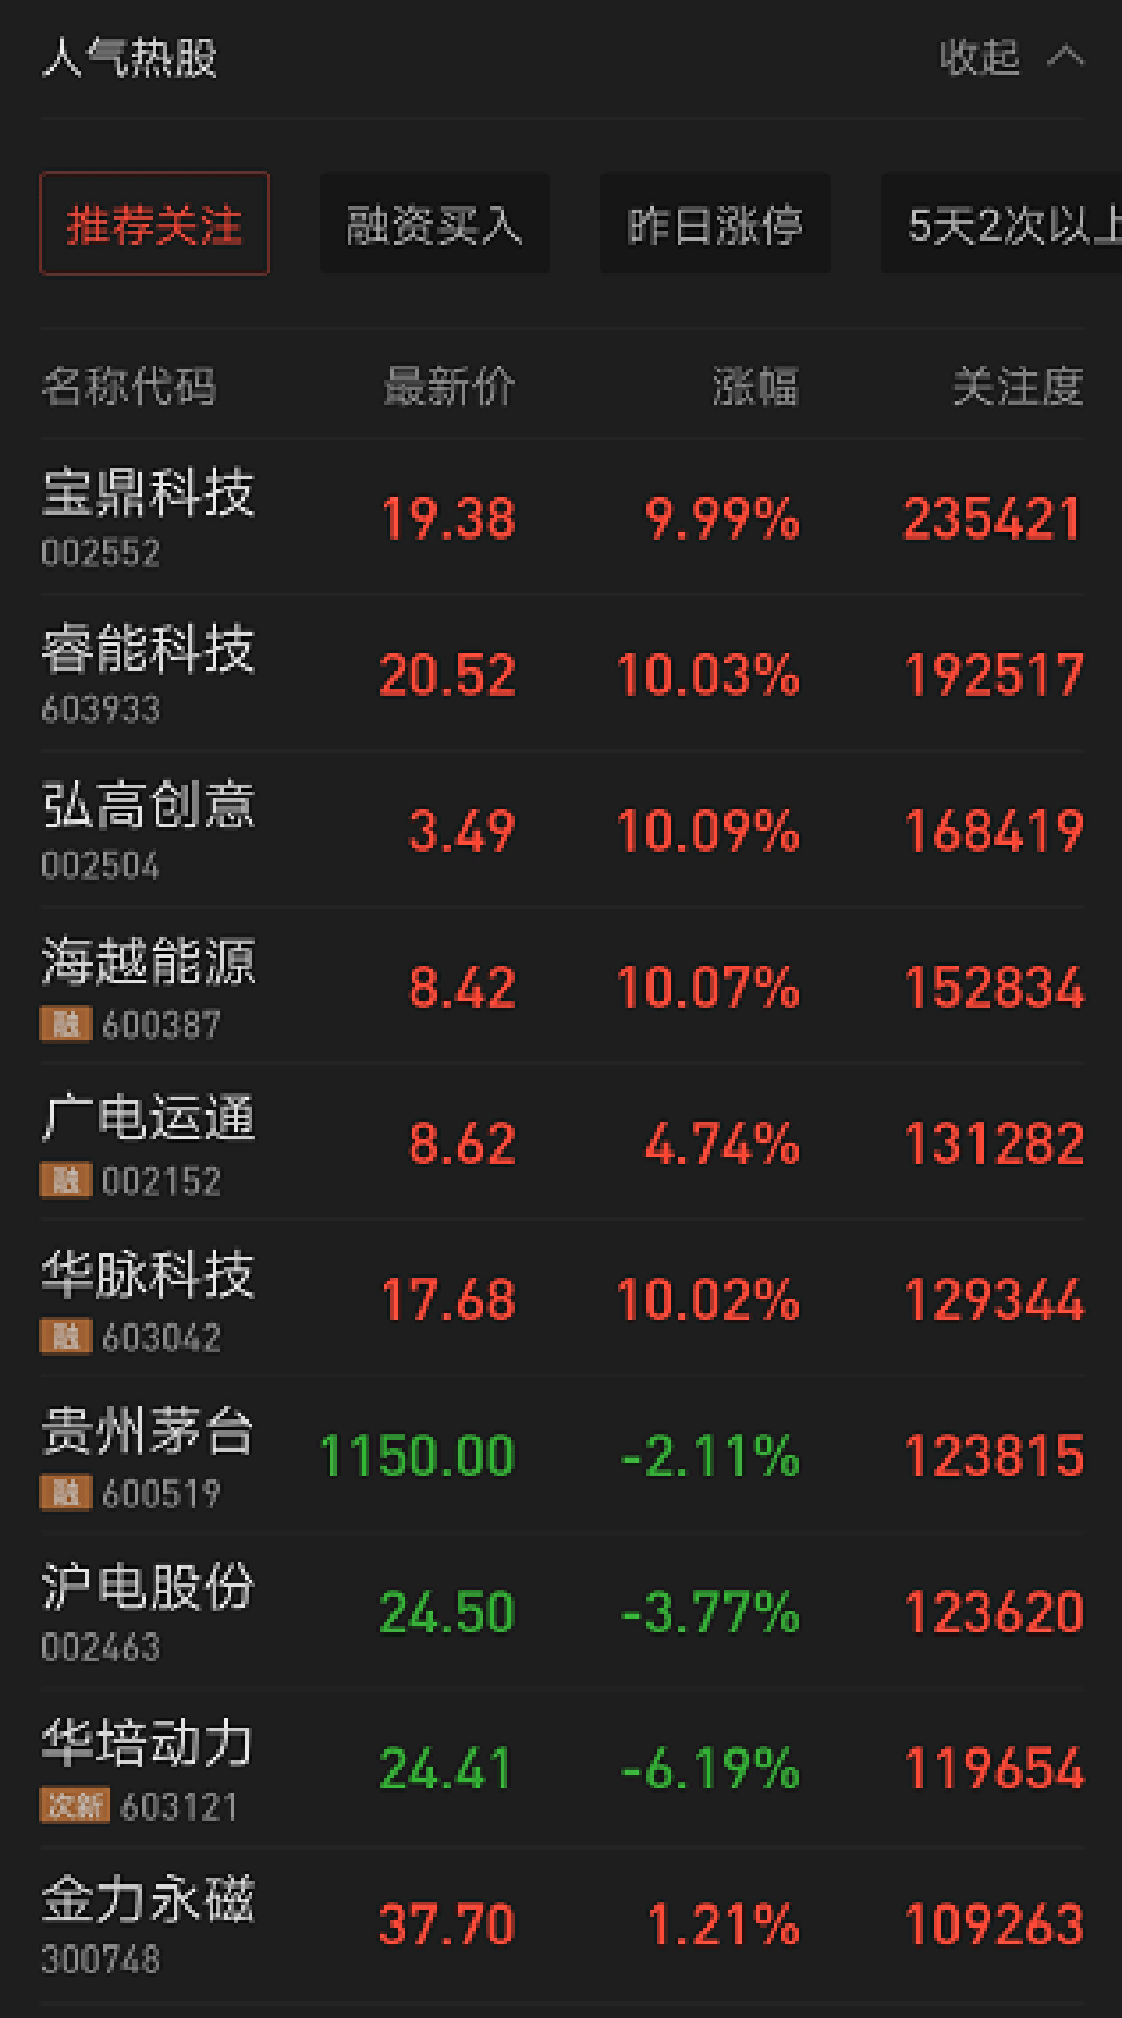 人气热股 收起
推荐关注 融资买入 昨日涨停 5天2次以上
名称代码 最新价 涨幅 关注度
宝鼎科技 19.38 9.99% 235421
002552
睿能科技 20.52 10.03% 192517
603933
弘高创意 3.49 10.09% 168419
002504
海越能源 8.42 10.07% 152834
融 600387
广电运通 8.62 4.74% 131282
融 002152
华脉科技 17.68 10.02% 129344
融 603042
贵州茅台 1150.00 -2.11% 123815
融 600519
沪电股份 24.50 -3.77% 123620
002463
华培动力 24.41 -6.19% 119654
次新 603121
金力永磁 37.70 1.21% 109263
300748